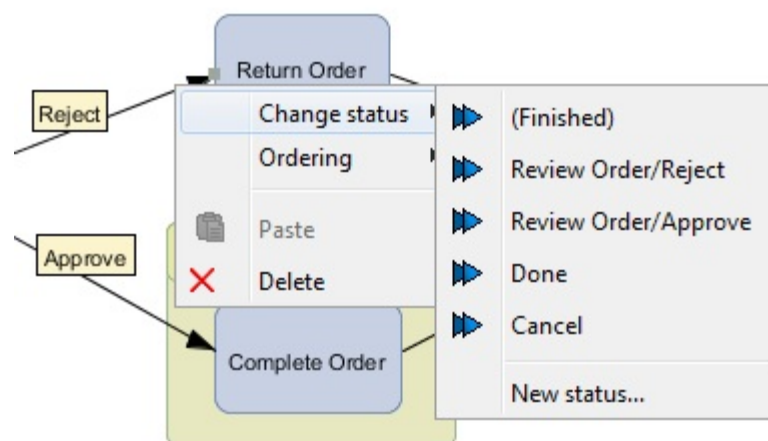 Return Order
Reject
Change status
(Finished)
Ordering
Review Order/Reject
Paste
Review Order/Approve
Approve
Delete
Done
Cancel
Complete Order
New status...